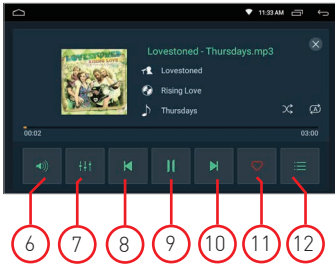 11:33 AM
Lovestoned - Thursdays.mp3
LOVESTONED
RISING LOVE
Lovestoned
Rising Love
Thursdays
00:02
03:00
6 7 8 9 10 11 12